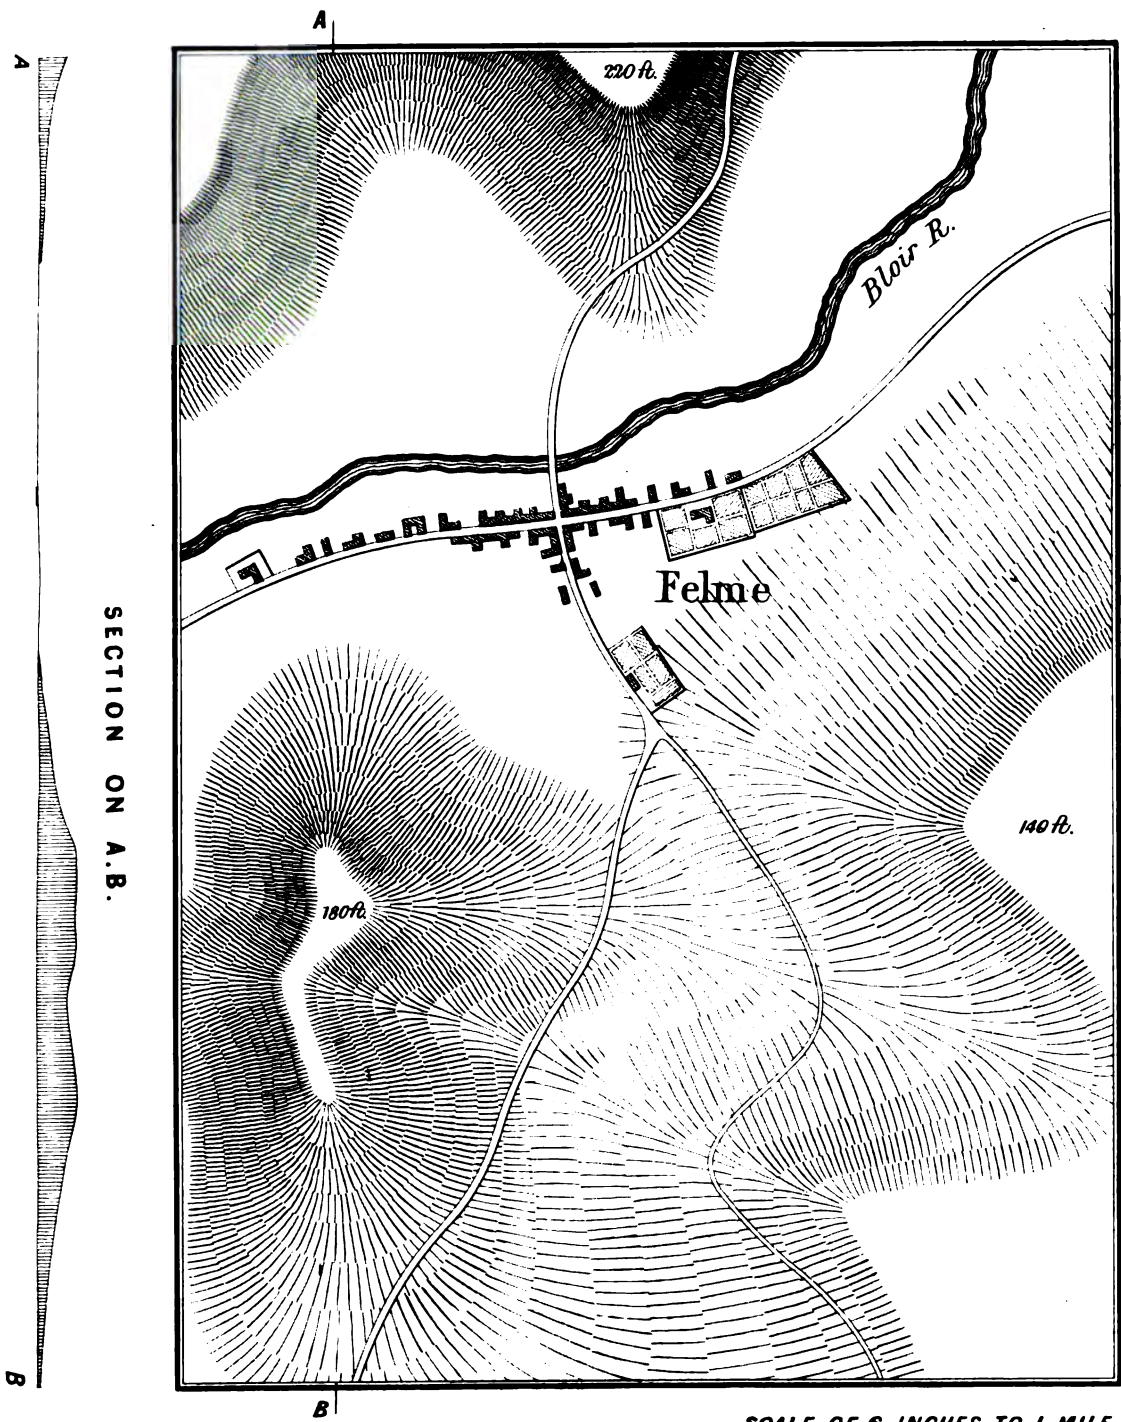 A
A
220 ft.
Bloir R.
Felme
SECTION ON A.B.
140 ft.
180 ft.
B
B
SCALE OF 6 INCHES TO 1 MILE